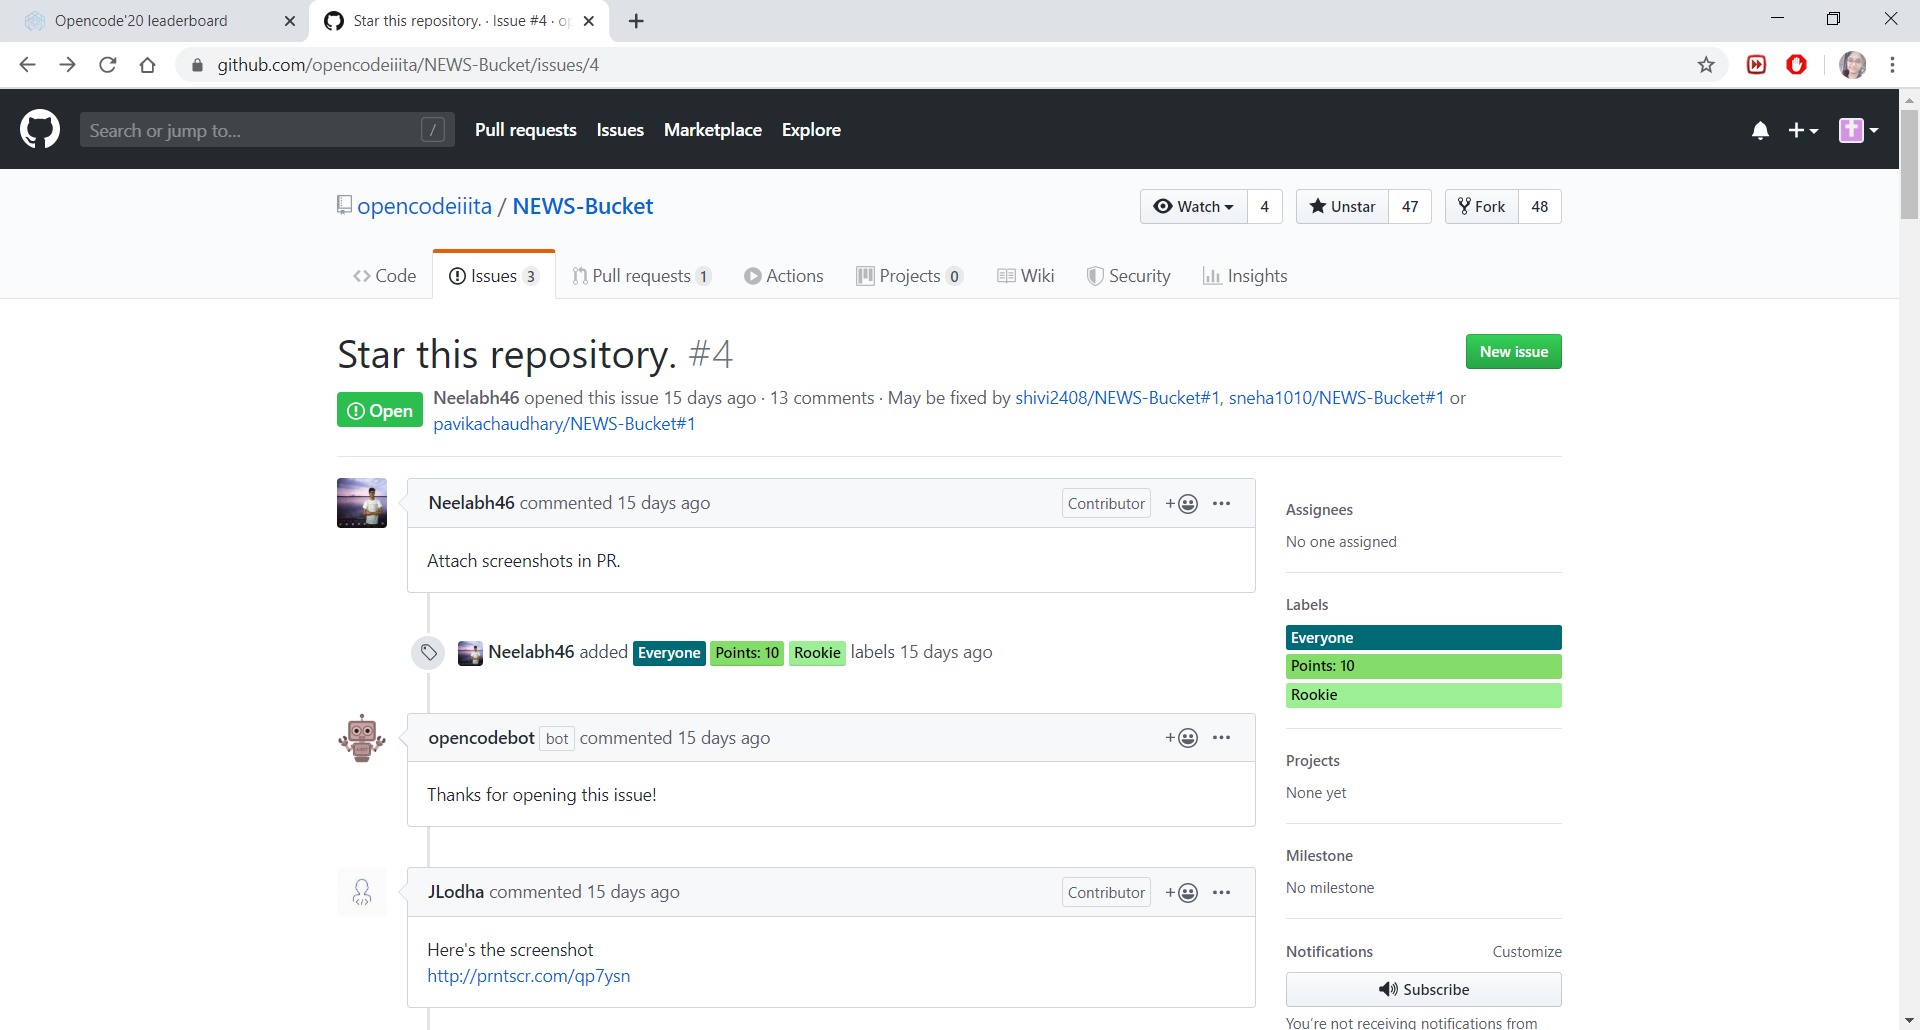 Opencode'20 leaderboard
Star this repository. · Issue #4 · op
github.com/opencodeiiita/NEWS-Bucket/issues/4
Search or jump to... /
Pull requests Issues Marketplace Explore
opencodeiiita / NEWS-Bucket
Watch 4 Unstar 47 Fork 48
Code Issues 3 Pull requests 1 Actions Projects 0 Wiki Security Insights
Star this repository. #4
New issue
Open
Neelabh46 opened this issue 15 days ago · 13 comments · May be fixed by shivi2408/NEWS-Bucket#1, sneha1010/NEWS-Bucket#1 or
pavikachaudhary/NEWS-Bucket#1
Neelabh46 commented 15 days ago Contributor
Attach screenshots in PR.
Neelabh46 added Everyone Points: 10 Rookie labels 15 days ago
opencodebot bot commented 15 days ago
Thanks for opening this issue!
JLodha commented 15 days ago Contributor
Here's the screenshot
http://prntscr.com/qp7ysn
Assignees
No one assigned
Labels
Everyone
Points: 10
Rookie
Projects
None yet
Milestone
No milestone
Notifications Customize
Subscribe
You're not receiving notifications from